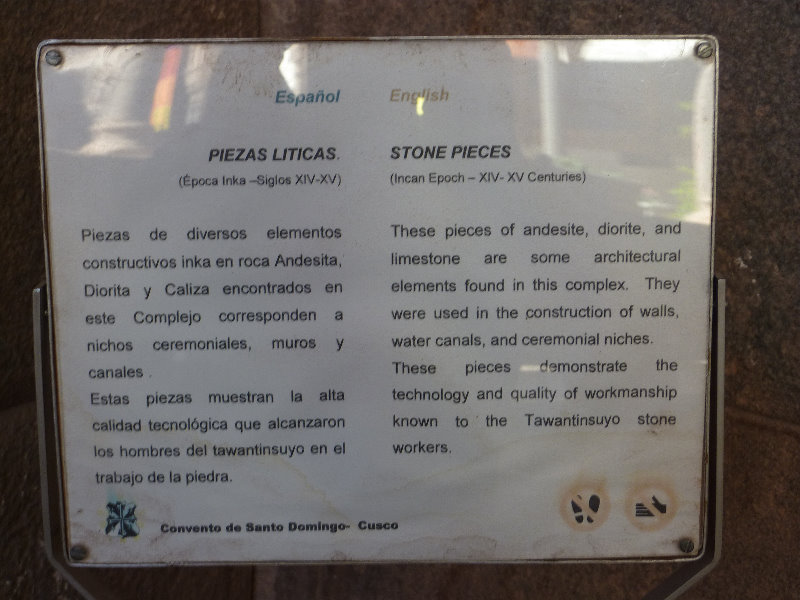 Español
PIEZAS LITICAS.
(Época Inka –Siglos XIV-XV)
Piezas de diversos elementos
constructivos inka en roca Andesita,
Diorita y Caliza encontrados en
este Complejo corresponden a
nichos ceremoniales, muros y
canales .
Estas piezas muestran la alta
calidad tecnológica que alcanzaron
los hombres del tawantinsuyo en el
trabajo de la piedra.
English
STONE PIECES
(Incan Epoch – XIV- XV Centuries)
These pieces of andesite, diorite, and
limestone are some architectural
elements found in this complex. They
were used in the construction of walls,
water canals, and ceremonial niches.
These pieces demonstrate the
technology and quality of workmanship
known to the Tawantinsuyo stone
workers.
Convento de Santo Domingo- Cusco